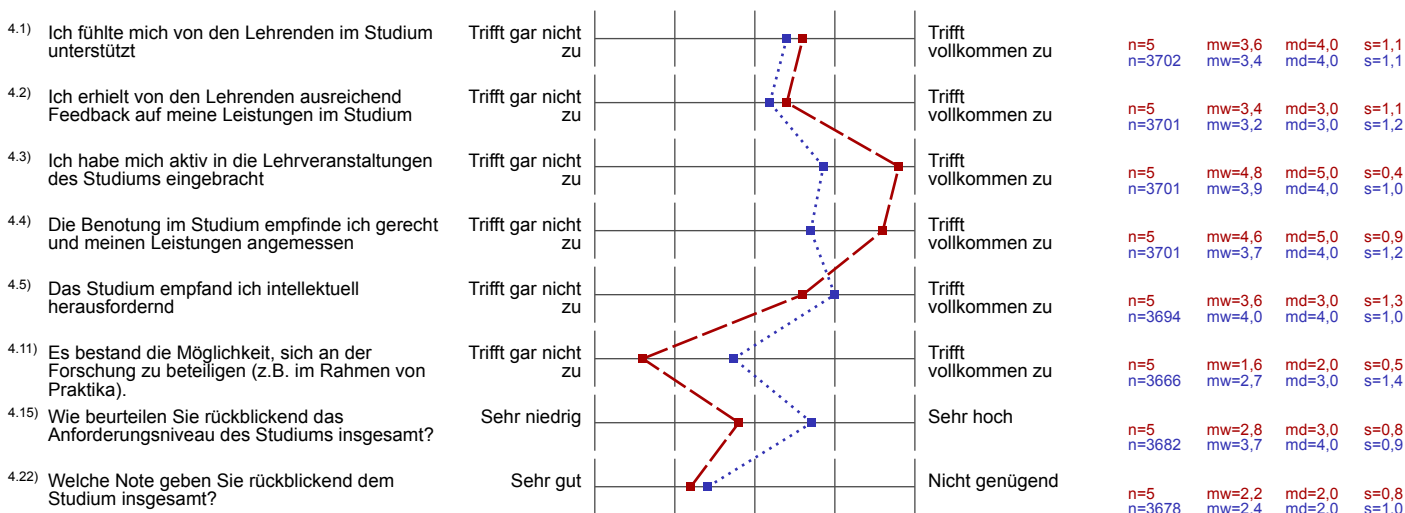 4.1) Ich fühlte mich von den Lehrenden im Studium
unterstützt
Trifft gar nicht
zu
Trifft
vollkommen zu
n=5 mw=3,6 md=4,0 s=1,1
n=3702 mw=3,4 md=4,0 s=1,1
4.2) Ich erhielt von den Lehrenden ausreichend
Feedback auf meine Leistungen im Studium
Trifft gar nicht
zu
Trifft
vollkommen zu
n=5 mw=3,4 md=3,0 s=1,1
n=3701 mw=3,2 md=3,0 s=1,2
4.3) Ich habe mich aktiv in die Lehrveranstaltungen
des Studiums eingebracht
Trifft gar nicht
zu
Trifft
vollkommen zu
n=5 mw=4,8 md=5,0 s=0,4
n=3701 mw=3,9 md=4,0 s=1,0
4.4) Die Benotung im Studium empfinde ich gerecht
und meinen Leistungen angemessen
Trifft gar nicht
zu
Trifft
vollkommen zu
n=5 mw=4,6 md=5,0 s=0,9
n=3701 mw=3,7 md=4,0 s=1,2
4.5) Das Studium empfand ich intellektuell
herausfordernd
Trifft gar nicht
zu
Trifft
vollkommen zu
n=5 mw=3,6 md=3,0 s=1,3
n=3694 mw=4,0 md=4,0 s=1,0
4.11) Es bestand die Möglichkeit, sich an der
Forschung zu beteiligen (z.B. im Rahmen von
Praktika).
Trifft gar nicht
zu
Trifft
vollkommen zu
n=5 mw=1,6 md=2,0 s=0,5
n=3666 mw=2,7 md=3,0 s=1,4
4.15) Wie beurteilen Sie rückblickend das
Anforderungsniveau des Studiums insgesamt?
Sehr niedrig
Sehr hoch
n=5 mw=2,8 md=3,0 s=0,8
n=3682 mw=3,7 md=4,0 s=0,9
4.22) Welche Note geben Sie rückblickend dem
Studium insgesamt?
Sehr gut
Nicht genügend
n=5 mw=2,2 md=2,0 s=0,8
n=3678 mw=2,4 md=2,0 s=1,0